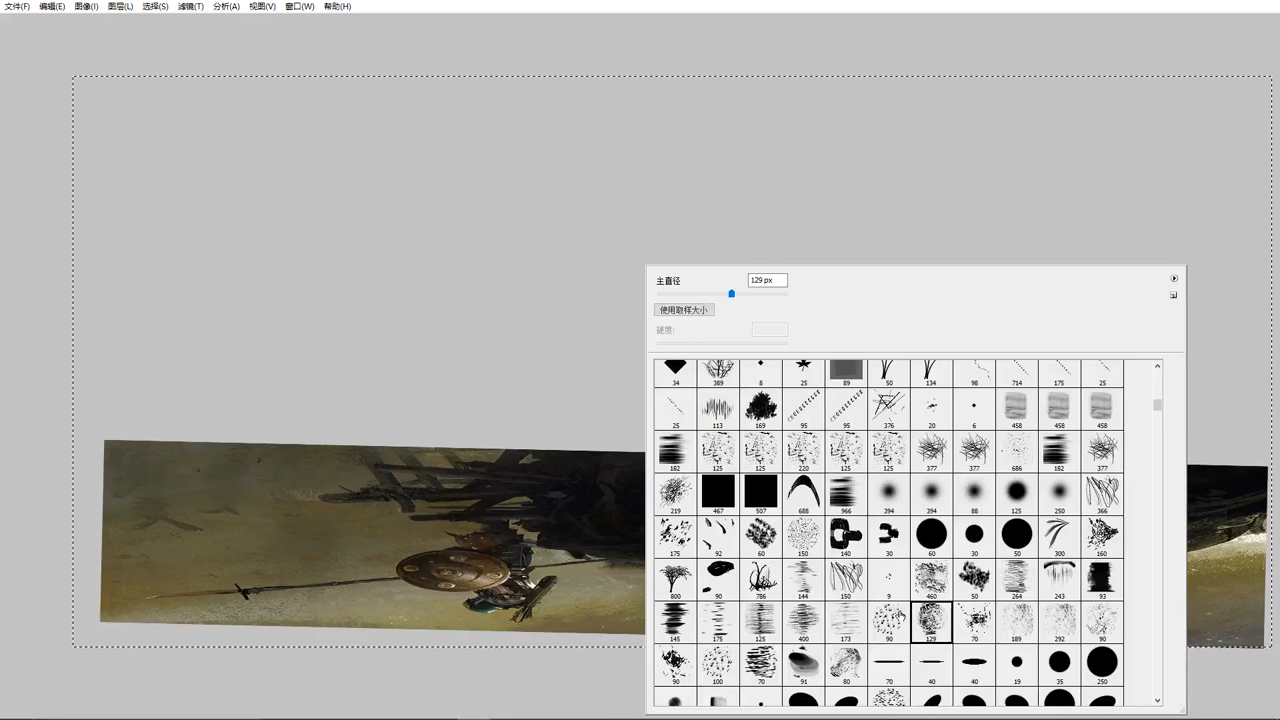 文件(F) 编辑(E) 图像(I) 图层(L) 选择(S) 滤镜(T) 分析(A) 视图(V) 窗口(W) 帮助(H)
主直径 129 px
使用取样大小
硬度:
34 389 8 25 89 50 134 98 714 175 25
25 113 169 95 95 376 20 6 458 458 458
182 125 125 220 125 125 377 377 686 182 377
219 467 507 688 966 394 394 88 125 250 366
175 92 60 150 140 30 60 30 50 300 160
800 90 786 144 150 9 460 50 264 243 93
145 175 125 400 173 90 129 70 189 292 90
90 100 70 91 80 70 40 40 19 35 250